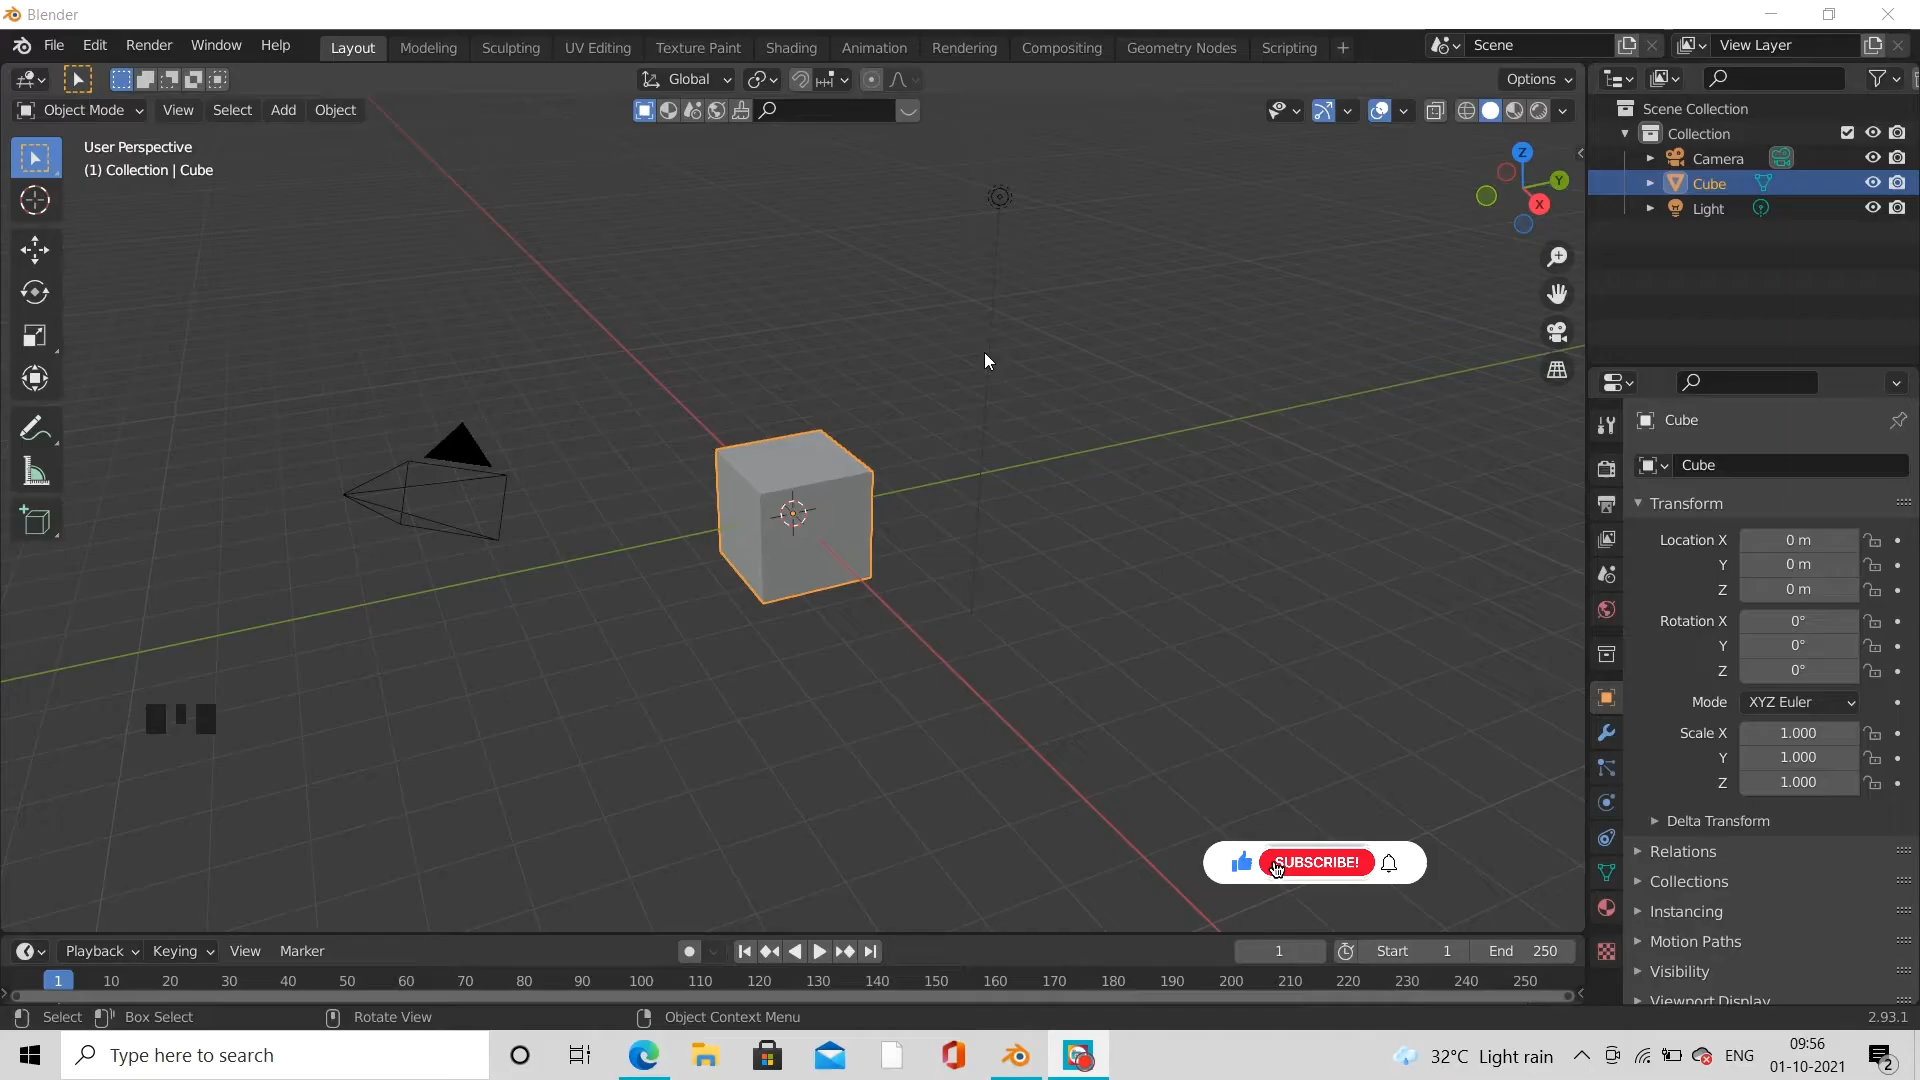 Blender
File Edit Render Window Help Layout Modeling Sculpting UV Editing Texture Paint Shading Animation Rendering Compositing Geometry Nodes Scripting + Scene View Layer
Global Options
Object Mode View Select Add Object
User Perspective
(1) Collection | Cube
Z
Y
X
Scene Collection
Collection
Camera
Cube
Light
Cube
Cube
Transform
Location X 0 m
Y 0 m
Z 0 m
Rotation X 0°
Y 0°
Z 0°
Mode XYZ Euler
Scale X 1.000
Y 1.000
Z 1.000
Delta Transform
Relations
Collections
Instancing
Motion Paths
Visibility
Viewport Display
SUBSCRIBE!
Playback Keying View Marker 1 Start 1 End 250
1 10 20 30 40 50 60 70 80 90 100 110 120 130 140 150 160 170 180 190 200 210 220 230 240 250
Select Box Select Rotate View Object Context Menu 2.93.1
Type here to search 32°C Light rain ENG 09:56
01-10-2021
2